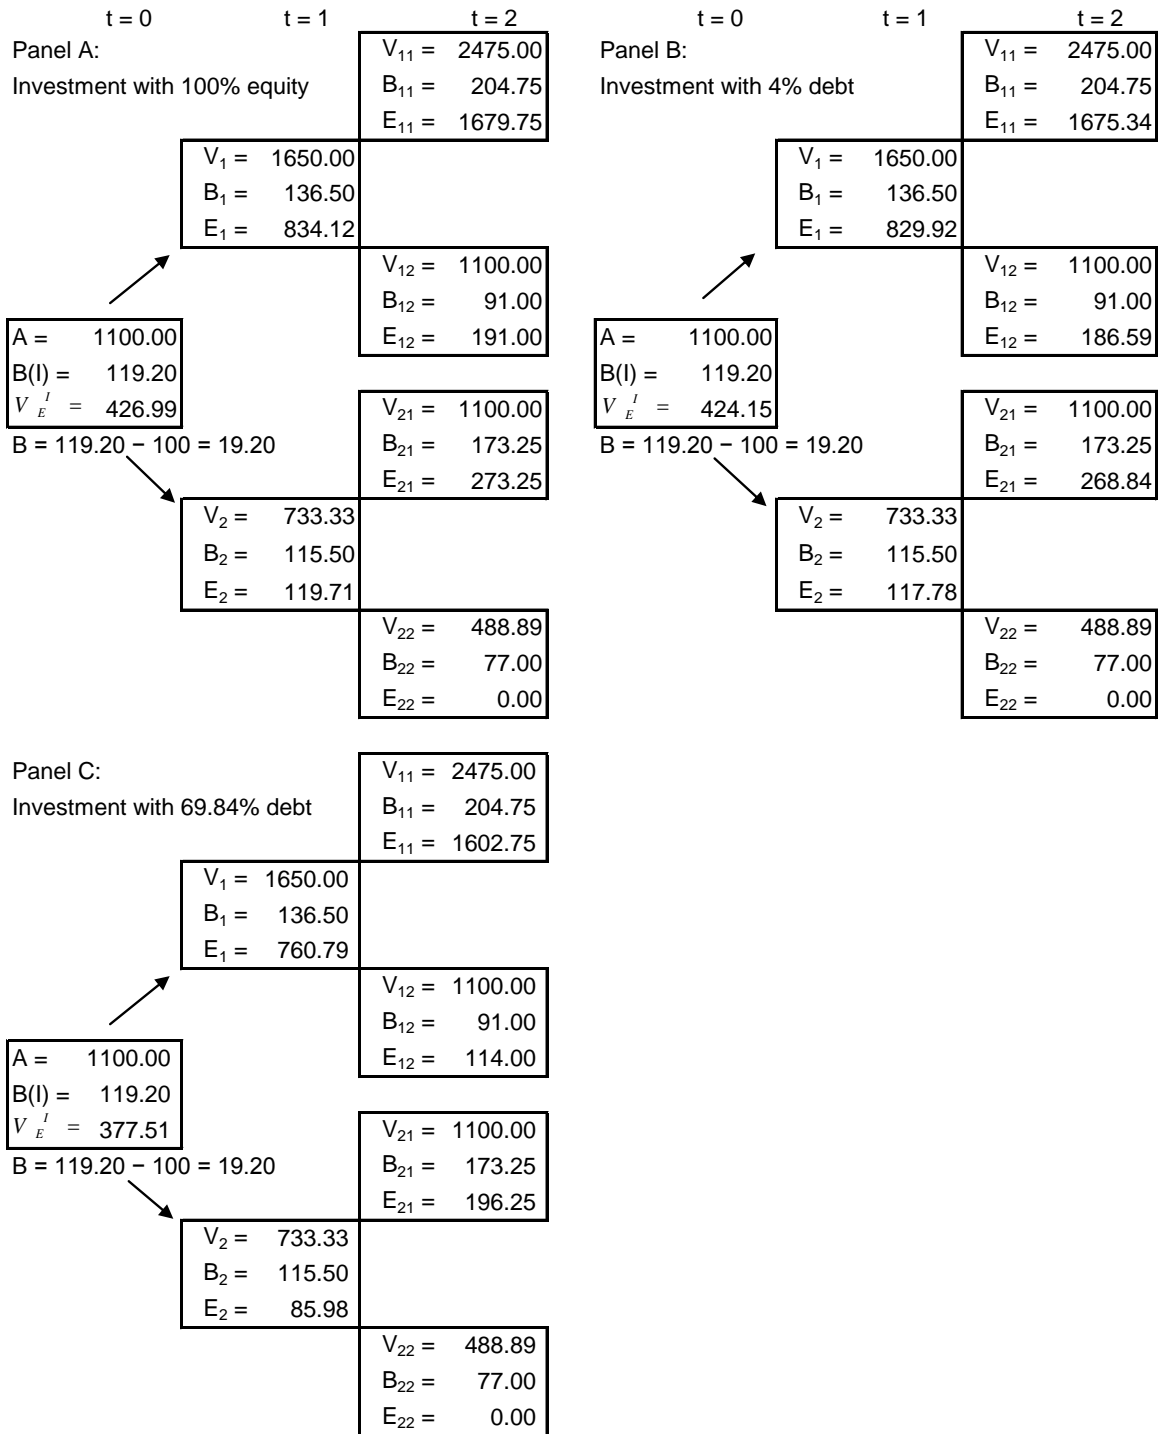 t = 0 t = 1 t = 2
Panel A:
Investment with 100% equity
V₁₁ = 2475.00
B₁₁ = 204.75
E₁₁ = 1679.75
V₁ = 1650.00
B₁ = 136.50
E₁ = 834.12
V₁₂ = 1100.00
B₁₂ = 91.00
E₁₂ = 191.00
A = 1100.00
B(I) = 119.20
V_E^I = 426.99
B = 119.20 − 100 = 19.20
V₂₁ = 1100.00
B₂₁ = 173.25
E₂₁ = 273.25
V₂ = 733.33
B₂ = 115.50
E₂ = 119.71
V₂₂ = 488.89
B₂₂ = 77.00
E₂₂ = 0.00
t = 0 t = 1 t = 2
Panel B:
Investment with 4% debt
V₁₁ = 2475.00
B₁₁ = 204.75
E₁₁ = 1675.34
V₁ = 1650.00
B₁ = 136.50
E₁ = 829.92
V₁₂ = 1100.00
B₁₂ = 91.00
E₁₂ = 186.59
A = 1100.00
B(I) = 119.20
V_E^I = 424.15
B = 119.20 − 100 = 19.20
V₂₁ = 1100.00
B₂₁ = 173.25
E₂₁ = 268.84
V₂ = 733.33
B₂ = 115.50
E₂ = 117.78
V₂₂ = 488.89
B₂₂ = 77.00
E₂₂ = 0.00
Panel C:
Investment with 69.84% debt
V₁₁ = 2475.00
B₁₁ = 204.75
E₁₁ = 1602.75
V₁ = 1650.00
B₁ = 136.50
E₁ = 760.79
V₁₂ = 1100.00
B₁₂ = 91.00
E₁₂ = 114.00
A = 1100.00
B(I) = 119.20
V_E^I = 377.51
B = 119.20 − 100 = 19.20
V₂₁ = 1100.00
B₂₁ = 173.25
E₂₁ = 196.25
V₂ = 733.33
B₂ = 115.50
E₂ = 85.98
V₂₂ = 488.89
B₂₂ = 77.00
E₂₂ = 0.00